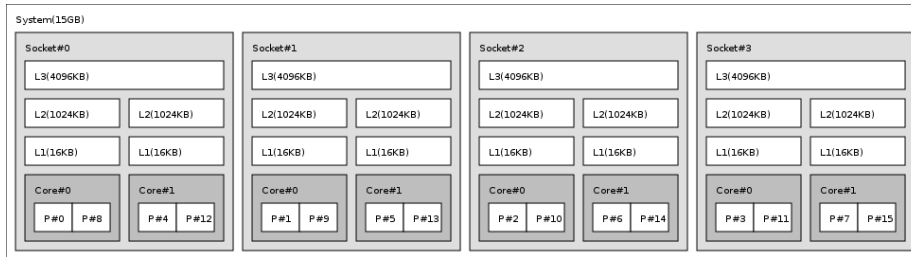 System(15GB)
Socket#0 Socket#1 Socket#2 Socket#3
L3(4096KB) L3(4096KB) L3(4096KB) L3(4096KB)
L2(1024KB) L2(1024KB) L2(1024KB) L2(1024KB) L2(1024KB) L2(1024KB) L2(1024KB) L2(1024KB)
L1(16KB) L1(16KB) L1(16KB) L1(16KB) L1(16KB) L1(16KB) L1(16KB) L1(16KB)
Core#0 Core#1 Core#0 Core#1 Core#0 Core#1 Core#0 Core#1
P#0 P#8 P#4 P#12 P#1 P#9 P#5 P#13 P#2 P#10 P#6 P#14 P#3 P#11 P#7 P#15